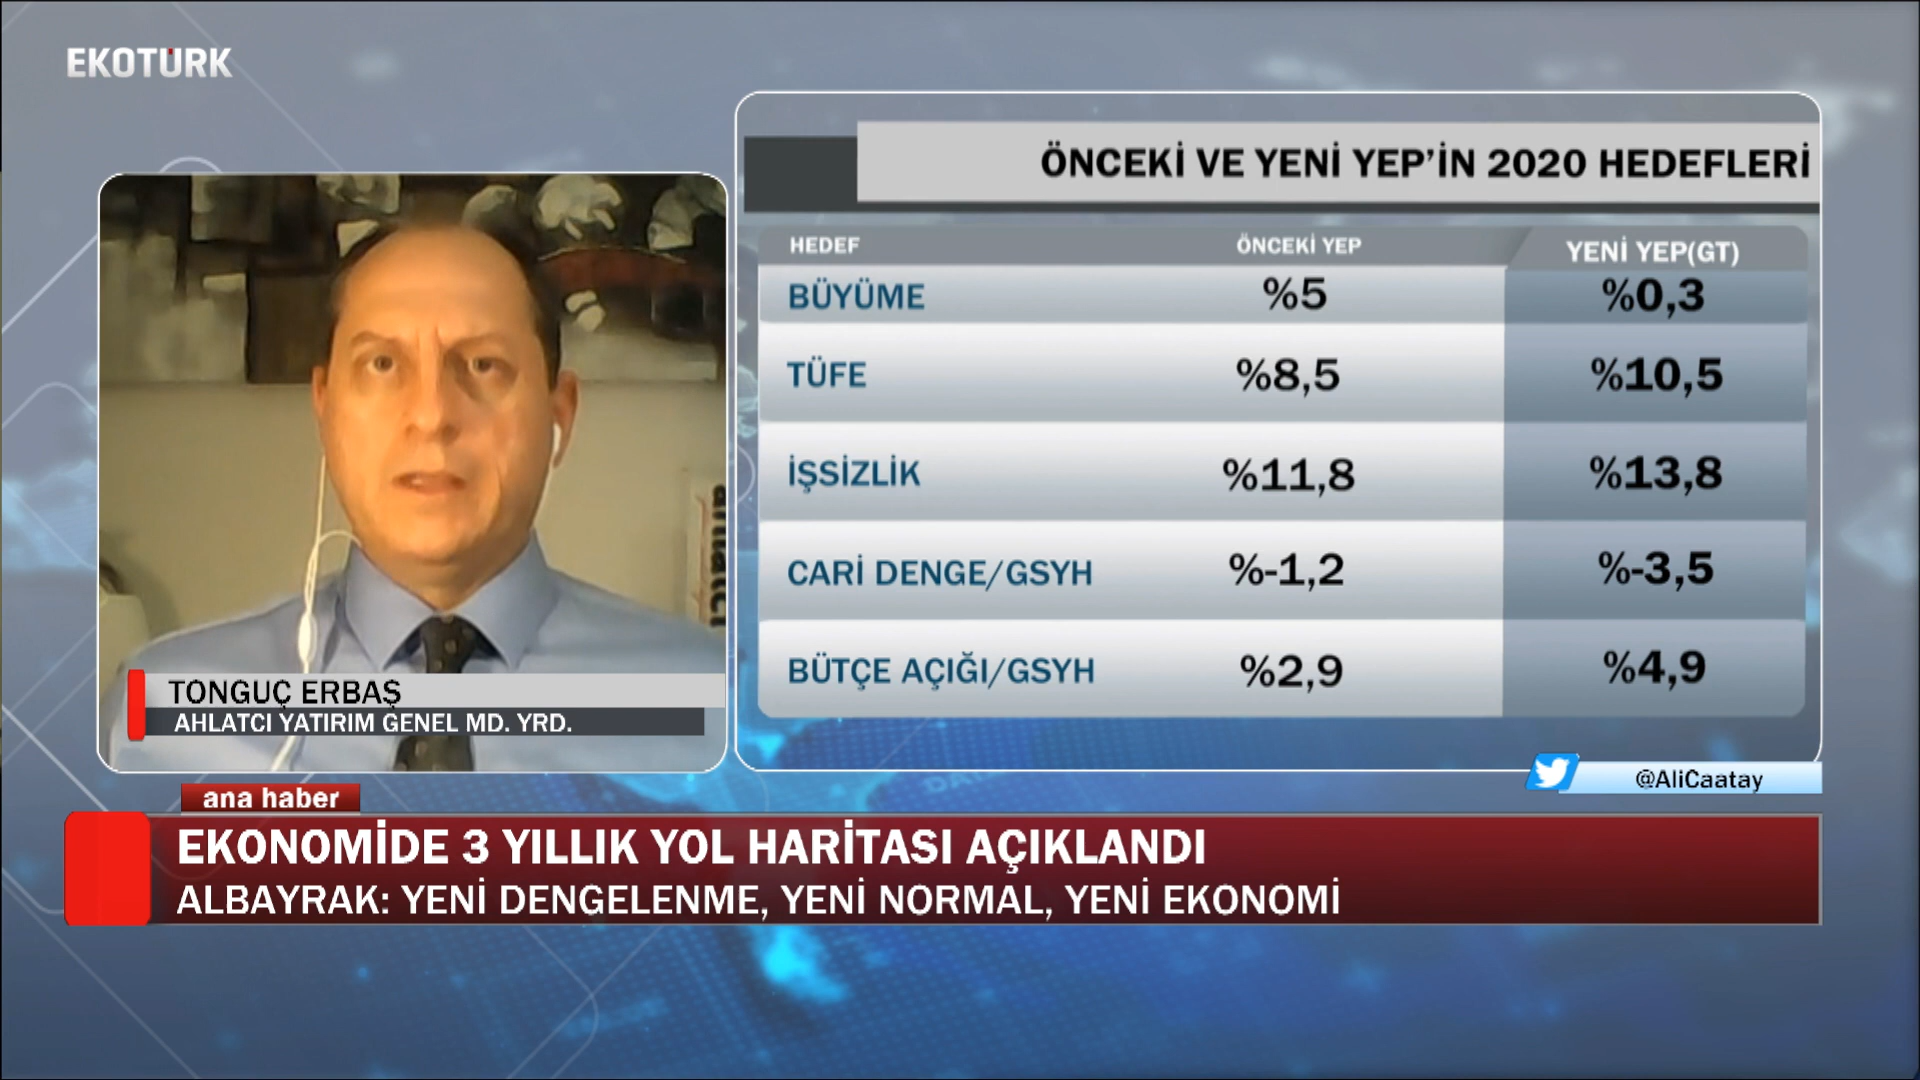 EKOTÜRK
ÖNCEKİ VE YENİ YEP’İN 2020 HEDEFLERİ
HEDEF ÖNCEKİ YEP YENİ YEP(GT)
BÜYÜME %5 %0,3
TÜFE %8,5 %10,5
İŞSİZLİK %11,8 %13,8
CARİ DENGE/GSYH %-1,2 %-3,5
BÜTÇE AÇIĞI/GSYH %2,9 %4,9
TONGUÇ ERBAŞ
AHLATCI YATIRIM GENEL MD. YRD.
@AliCaatay
ana haber
EKONOMİDE 3 YILLIK YOL HARİTASI AÇIKLANDI
ALBAYRAK: YENİ DENGELENME, YENİ NORMAL, YENİ EKONOMİ